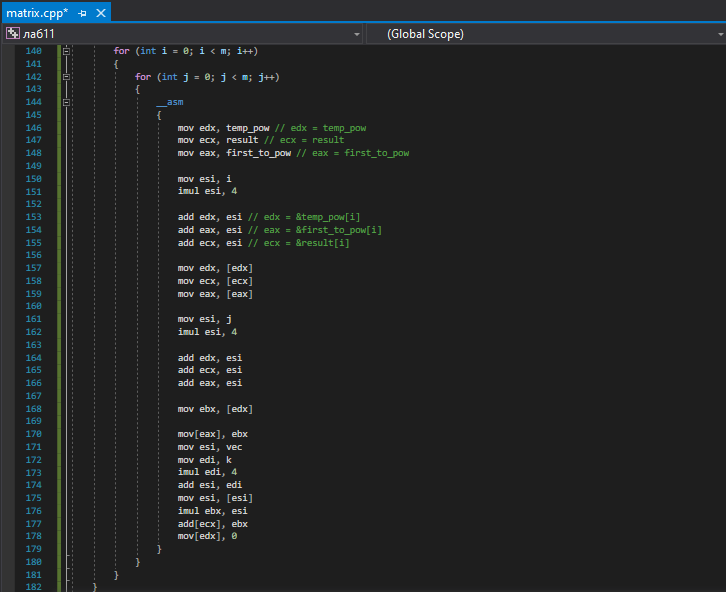 matrix.cpp*
ла611
(Global Scope)
140 for (int i = 0; i < m; i++)
141 {
142 for (int j = 0; j < m; j++)
143 {
144 __asm
145 {
146 mov edx, temp_pow // edx = temp_pow
147 mov ecx, result // ecx = result
148 mov eax, first_to_pow // eax = first_to_pow
149
150 mov esi, i
151 imul esi, 4
152
153 add edx, esi // edx = &temp_pow[i]
154 add eax, esi // eax = &first_to_pow[i]
155 add ecx, esi // ecx = &result[i]
156
157 mov edx, [edx]
158 mov ecx, [ecx]
159 mov eax, [eax]
160
161 mov esi, j
162 imul esi, 4
163
164 add edx, esi
165 add ecx, esi
166 add eax, esi
167
168 mov ebx, [edx]
169
170 mov[eax], ebx
171 mov esi, vec
172 mov edi, k
173 imul edi, 4
174 add esi, edi
175 mov esi, [esi]
176 imul ebx, esi
177 add[ecx], ebx
178 mov[edx], 0
179 }
180 }
181 }
182 }